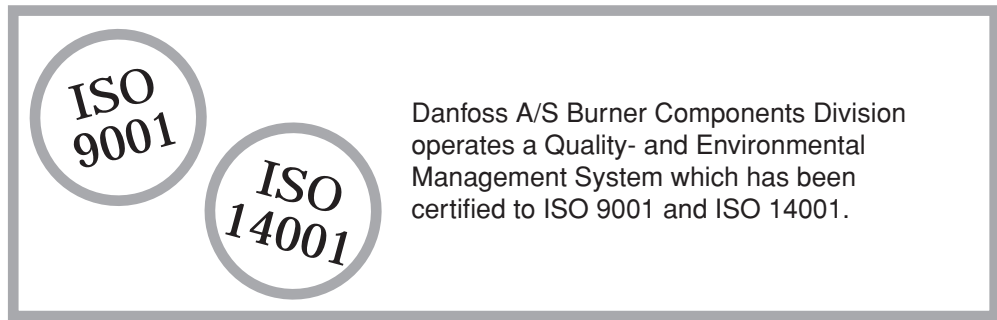 ISO
9001
ISO
14001
Danfoss A/S Burner Components Division
operates a Quality- and Environmental
Management System which has been
certified to ISO 9001 and ISO 14001.